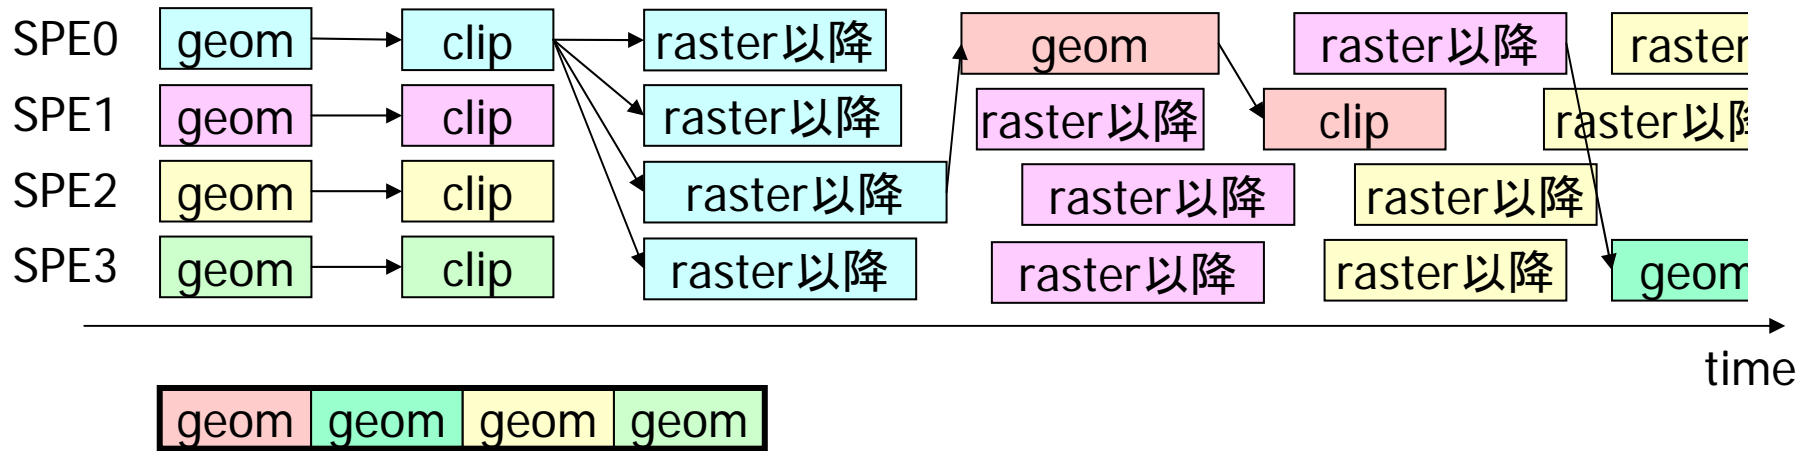 SPE0 geom clip raster以降 geom raster以降 raster
SPE1 geom clip raster以降 raster以降 clip raster以
SPE2 geom clip raster以降 raster以降 raster以降
SPE3 geom clip raster以降 raster以降 raster以降 geom
time
geom geom geom geom